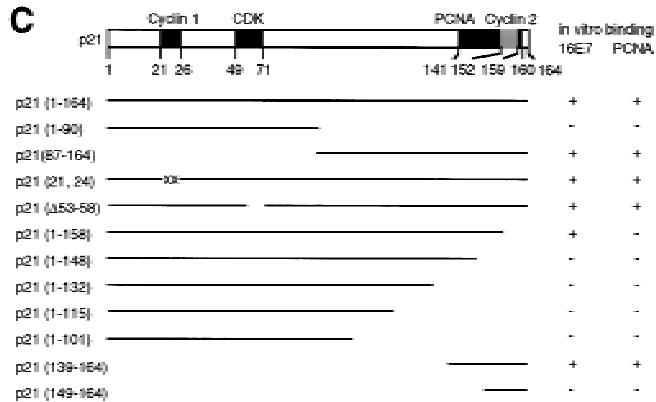 C
Cyclin 1 CDK PCNA Cyclin 2 in vitro binding
p21 16E7 PCNA
1 21 26 49 71 141 152 159 160 164
p21 (1-164) + +
p21 (1-90) - -
p21(87-164) + +
p21 (21, 24) XX + +
p21 (Δ53-58) + +
p21 (1-158) + -
p21 (1-148) - -
p21 (1-132) - -
p21 (1-115) - -
p21 (1-101) - -
p21 (139-164) + +
p21 (149-164) - -